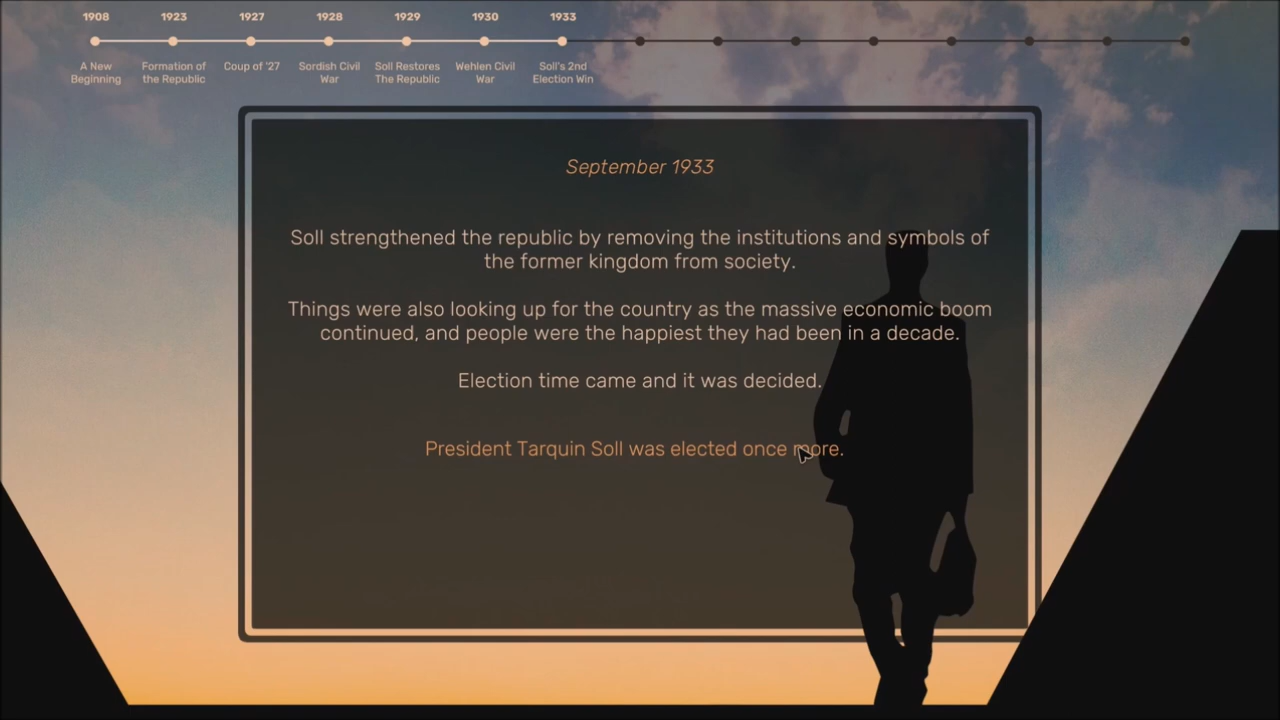 1908 1923 1927 1928 1929 1930 1933
A New Formation of Coup of '27 Sordish Civil Soll Restores Wehlen Civil Soll's 2nd
Beginning the Republic War The Republic War Election Win
September 1933
Soll strengthened the republic by removing the institutions and symbols of
the former kingdom from society.
Things were also looking up for the country as the massive economic boom
continued, and people were the happiest they had been in a decade.
Election time came and it was decided.
President Tarquin Soll was elected once more.